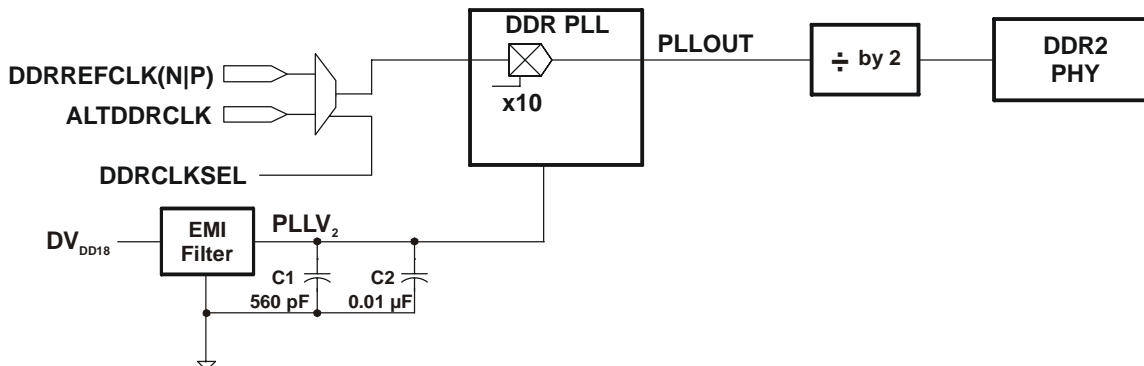 DDR PLL
PLLOUT
÷ by 2
DDR2
PHY
DDRREFCLK(N|P)
x10
ALTDDRCLK
DDRCLKSEL
EMI
Filter
PLLV2
DVDD18
C1
560 pF
C2
0.01 µF